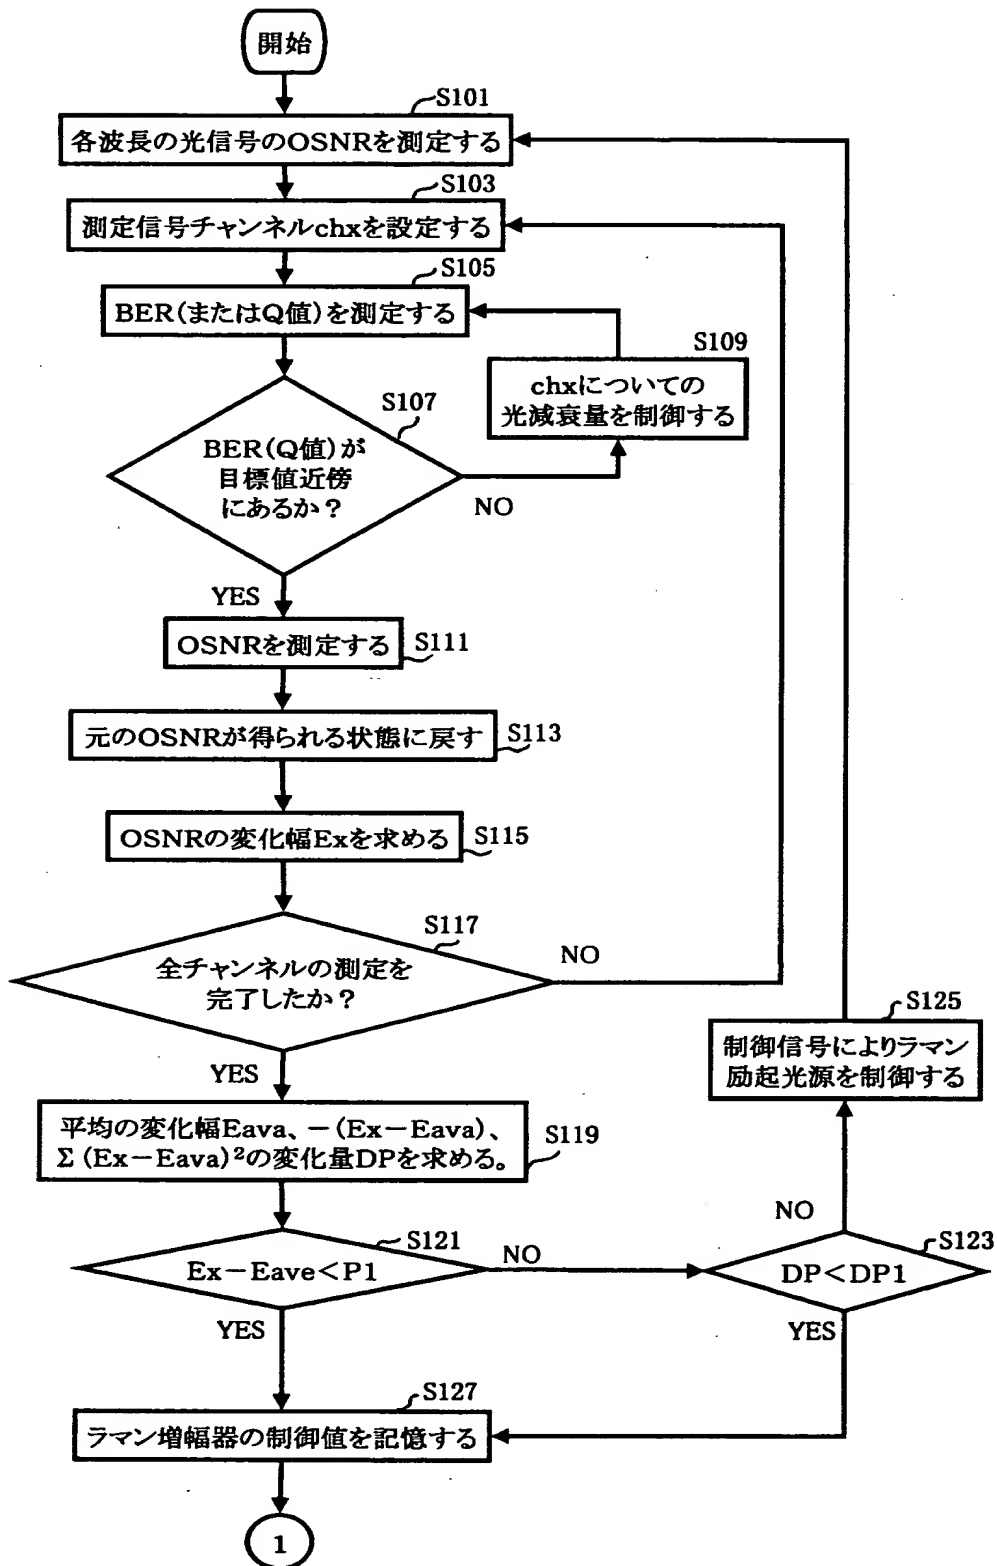 開始
S101
各波長の光信号のOSNRを測定する
S103
測定信号チャンネルchxを設定する
S105
BER(またはQ値)を測定する
S109
chxについての
光減衰量を制御する
S107
BER(Q値)が
目標値近傍
にあるか?
NO
YES
OSNRを測定する
S111
元のOSNRが得られる状態に戻す
S113
OSNRの変化幅Exを求める
S115
S117
全チャンネルの測定を
完了したか?
NO
YES
S125
制御信号によりラマン
励起光源を制御する
平均の変化幅Eava、-(Ex-Eava)、
Σ(Ex-Eava)²の変化量DPを求める。
S119
S121
Ex-Eave<P1
NO
YES
NO
S123
DP<DP1
YES
S127
ラマン増幅器の制御値を記憶する
1